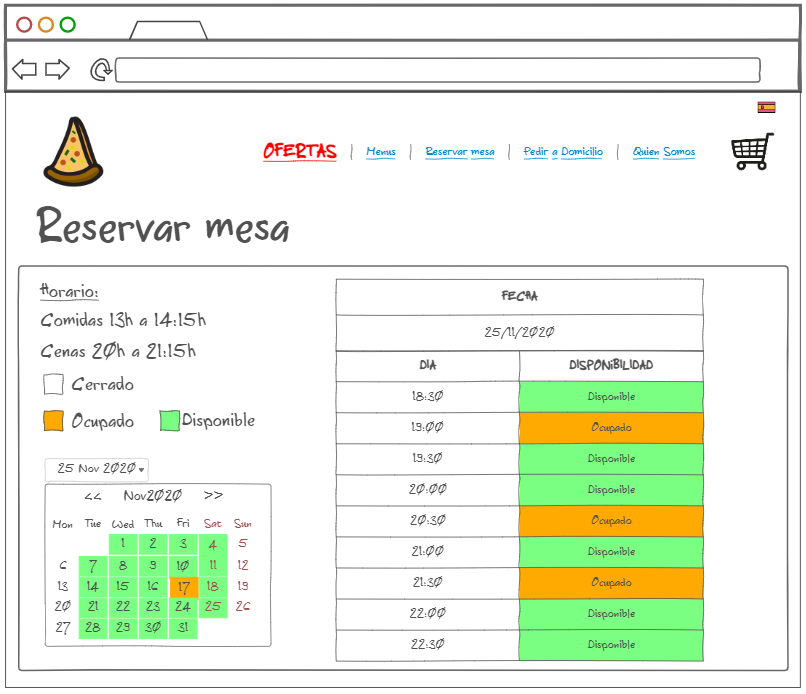 OFERTAS | Menus | Reservar mesa | Pedir a Domicilio | Quien Somos
Reservar mesa
Horario:
Comidas 13h a 14:15h
Cenas 20h a 21:15h
Cerrado
Ocupado Disponible
25 Nov 2020
<< Nov2020 >>
Mon Tue Wed Thu Fri Sat Sun
1 2 3 4 5
6 7 8 9 10 11 12
13 14 15 16 17 18 19
20 21 22 23 24 25 26
27 28 29 30 31
FECHA
25/11/2020
DIA DISPONIBILIDAD
18:30 Disponible
19:00 Ocupado
19:30 Disponible
20:00 Disponible
20:30 Ocupado
21:00 Disponible
21:30 Ocupado
22:00 Disponible
22:30 Disponible